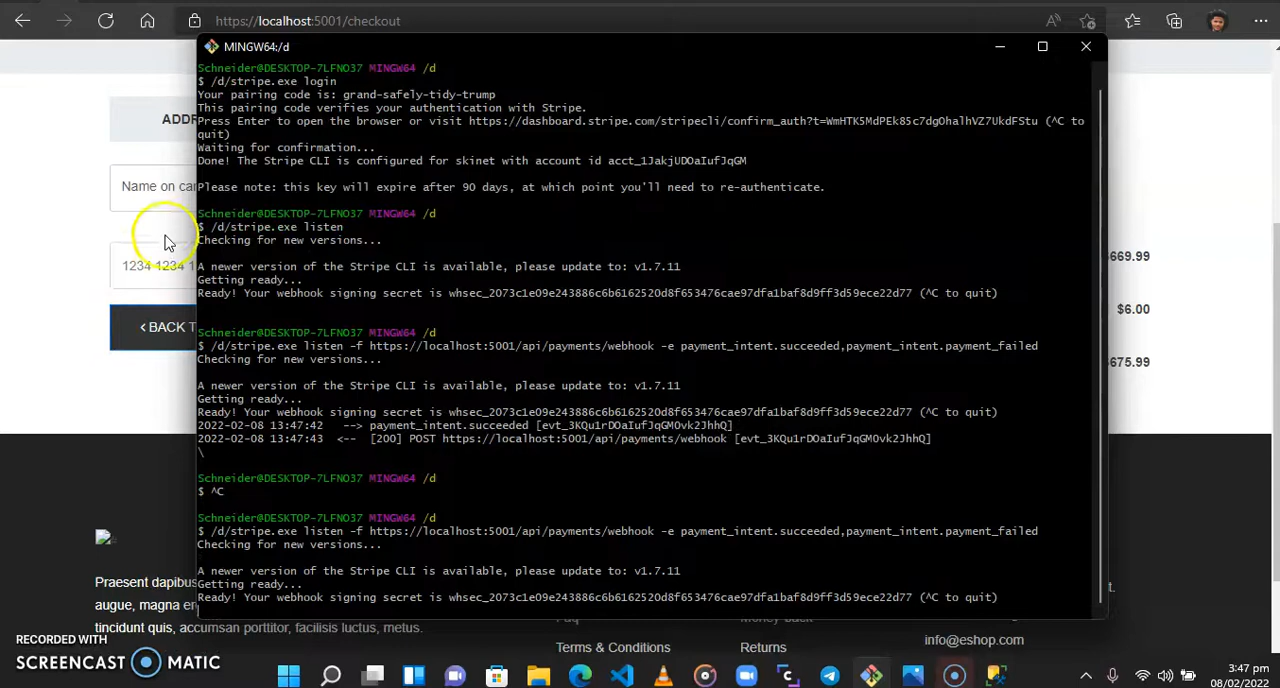 https://localhost:5001/checkout
MINGW64:/d
Schneider@DESKTOP-7LFNO37 MINGW64 /d
$ /d/stripe.exe login
Your pairing code is: grand-safely-tidy-trump
This pairing code verifies your authentication with Stripe.
Press Enter to open the browser or visit https://dashboard.stripe.com/stripecli/confirm_auth?t=WmHTK5MdPEk85c7dgOhalhVZ7UkdFStu (^C to
quit)
Waiting for confirmation...
Done! The Stripe CLI is configured for skinet with account id acct_1JakjUDOaIufJqGM
Please note: this key will expire after 90 days, at which point you'll need to re-authenticate.
Schneider@DESKTOP-7LFNO37 MINGW64 /d
$ /d/stripe.exe listen
Checking for new versions...
A newer version of the Stripe CLI is available, please update to: v1.7.11
Getting ready...
Ready! Your webhook signing secret is whsec_2073c1e09e243886c6b6162520d8f653476cae97dfa1baf8d9ff3d59ece22d77 (^C to quit)
Schneider@DESKTOP-7LFNO37 MINGW64 /d
$ /d/stripe.exe listen -f https://localhost:5001/api/payments/webhook -e payment_intent.succeeded,payment_intent.payment_failed
Checking for new versions...
A newer version of the Stripe CLI is available, please update to: v1.7.11
Getting ready...
Ready! Your webhook signing secret is whsec_2073c1e09e243886c6b6162520d8f653476cae97dfa1baf8d9ff3d59ece22d77 (^C to quit)
2022-02-08 13:47:42 --> payment_intent.succeeded [evt_3KQu1rDOaIufJqGM0vk2JhhQ]
2022-02-08 13:47:43 <-- [200] POST https://localhost:5001/api/payments/webhook [evt_3KQu1rDOaIufJqGM0vk2JhhQ]
\
Schneider@DESKTOP-7LFNO37 MINGW64 /d
$ ^C
Schneider@DESKTOP-7LFNO37 MINGW64 /d
$ /d/stripe.exe listen -f https://localhost:5001/api/payments/webhook -e payment_intent.succeeded,payment_intent.payment_failed
Checking for new versions...
A newer version of the Stripe CLI is available, please update to: v1.7.11
Getting ready...
Ready! Your webhook signing secret is whsec_2073c1e09e243886c6b6162520d8f653476cae97dfa1baf8d9ff3d59ece22d77 (^C to quit)
ADDR
Name on car
1234 1234 1
< BACK T
$669.99
$6.00
$675.99
Praesent dapibus
augue, magna er
tincidunt quis, accumsan porttitor, facilisis luctus, metus.
Terms & Conditions
Returns
info@eshop.com
RECORDED WITH
SCREENCAST MATIC
3:47 pm
08/02/2022